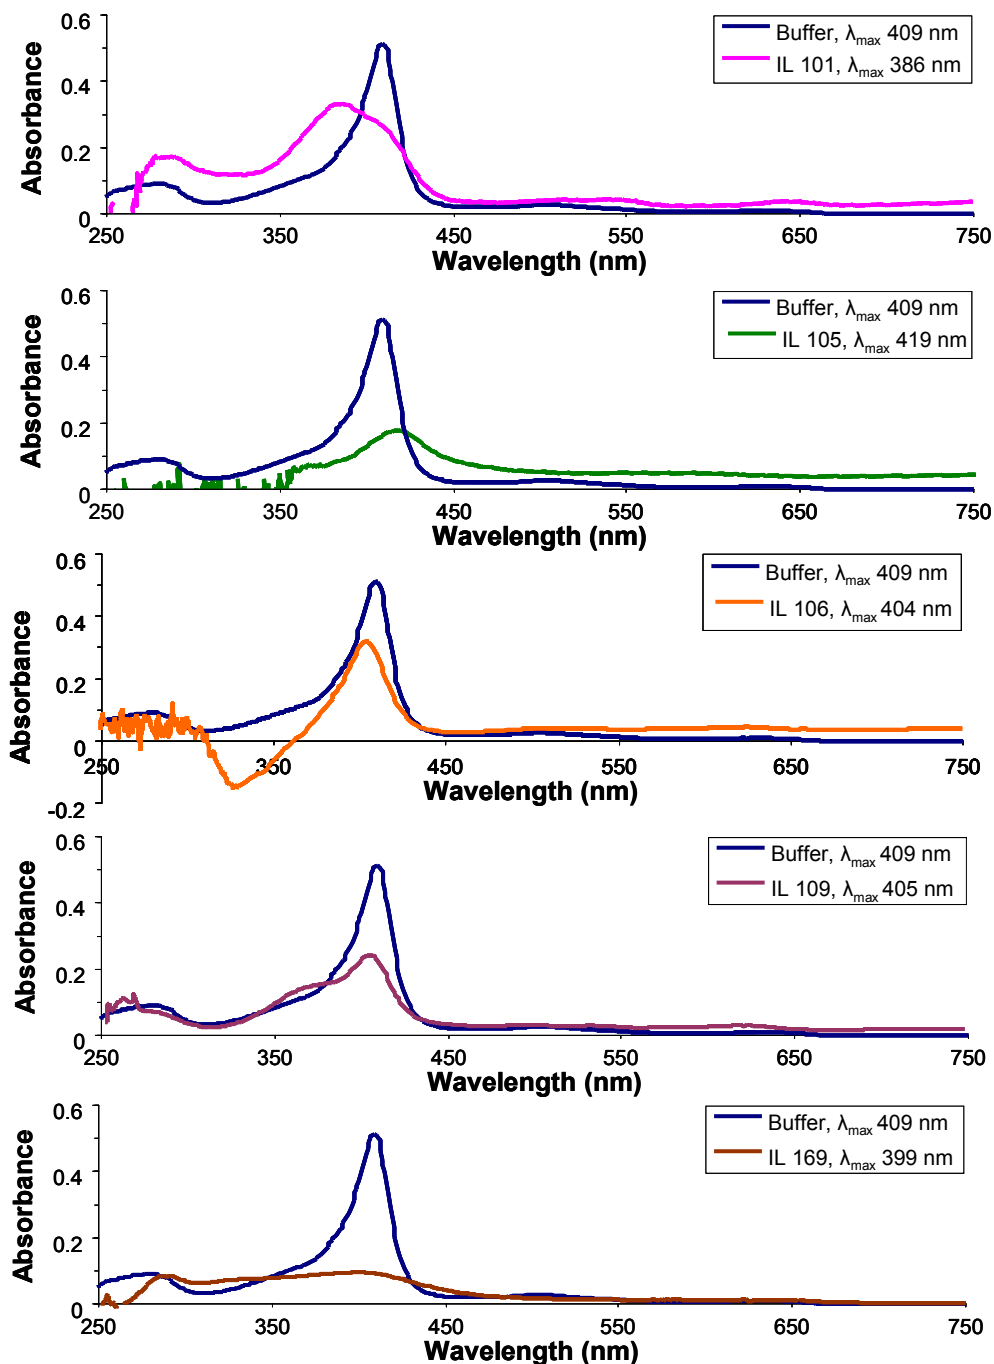 Buffer, λmax 409 nm
IL 101, λmax 386 nm
Absorbance
0.6
0.4
0.2
0
250 350 450 550 650 750
Wavelength (nm)
Buffer, λmax 409 nm
IL 105, λmax 419 nm
Absorbance
0.6
0.4
0.2
0
250 350 450 550 650 750
Wavelength (nm)
Buffer, λmax 409 nm
IL 106, λmax 404 nm
Absorbance
0.6
0.4
0.2
0
-0.2
250 350 450 550 650 750
Wavelength (nm)
Buffer, λmax 409 nm
IL 109, λmax 405 nm
Absorbance
0.6
0.4
0.2
0
250 350 450 550 650 750
Wavelength (nm)
Buffer, λmax 409 nm
IL 169, λmax 399 nm
Absorbance
0.6
0.4
0.2
0
250 350 450 550 650 750
Wavelength (nm)